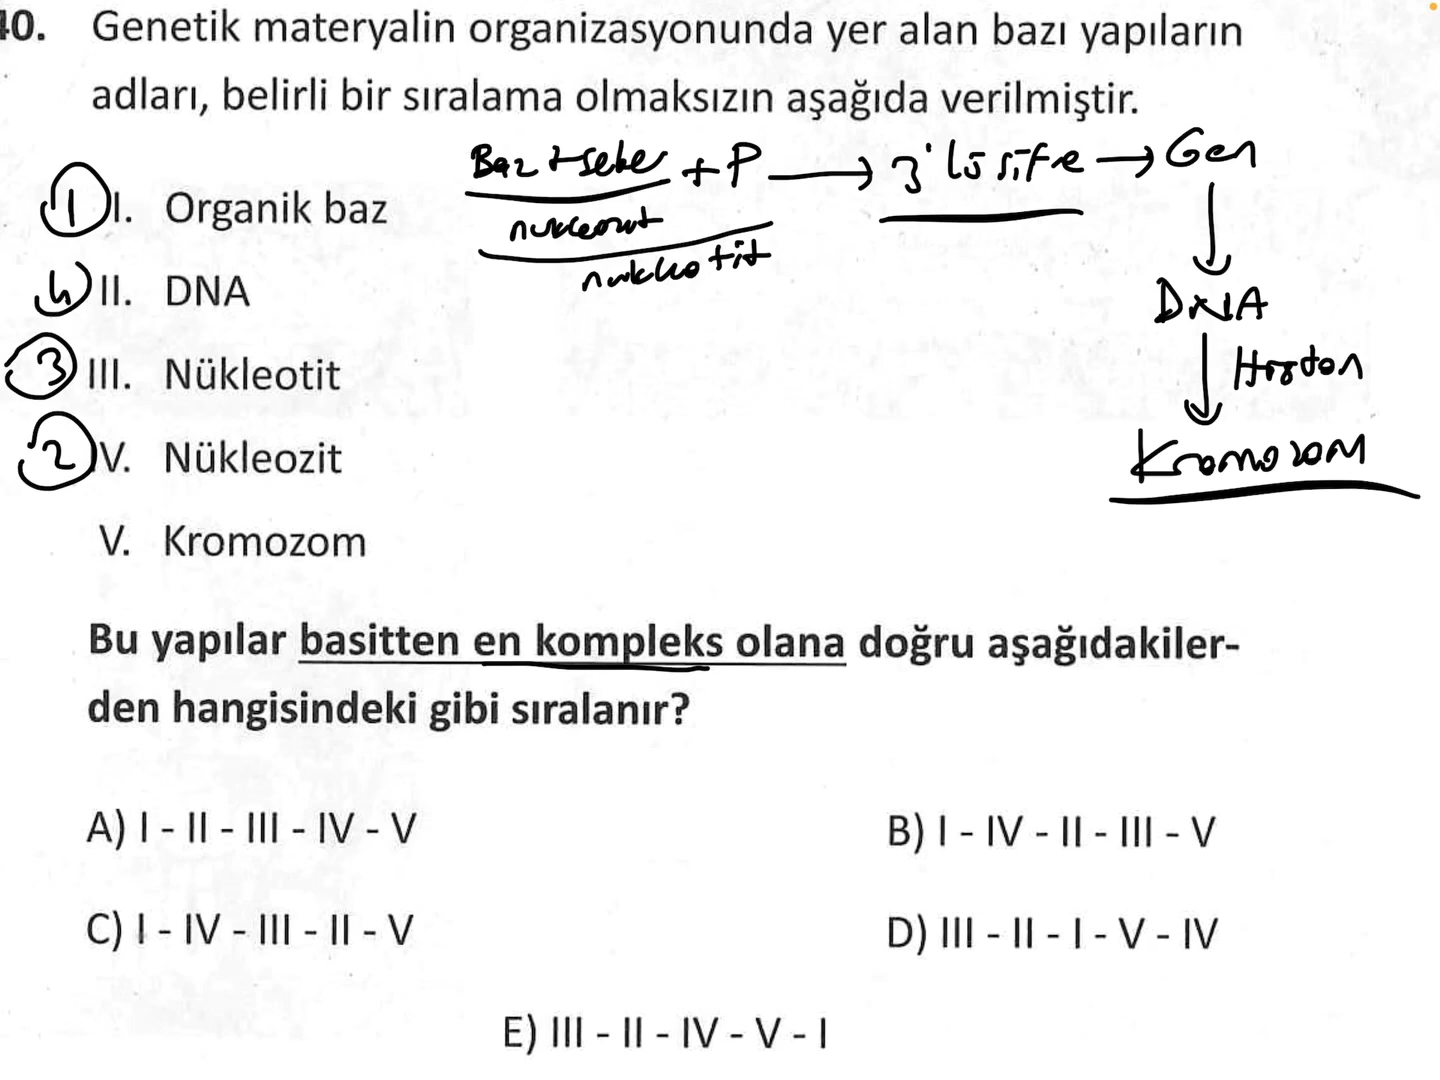 10. Genetik materyalin organizasyonunda yer alan bazı yapıların
adları, belirli bir sıralama olmaksızın aşağıda verilmiştir.
Baz + şeker + P → 3'lü şifre → Gen
nükleozit
nükleotit
DNA
Histon
Kromozom
1 I. Organik baz
4 II. DNA
3 III. Nükleotit
2 V. Nükleozit
V. Kromozom
Bu yapılar basitten en kompleks olana doğru aşağıdakiler-
den hangisindeki gibi sıralanır?
A) I - II - III - IV - V
B) I - IV - II - III - V
C) I - IV - III - II - V
D) III - II - I - V - IV
E) III - II - IV - V - I